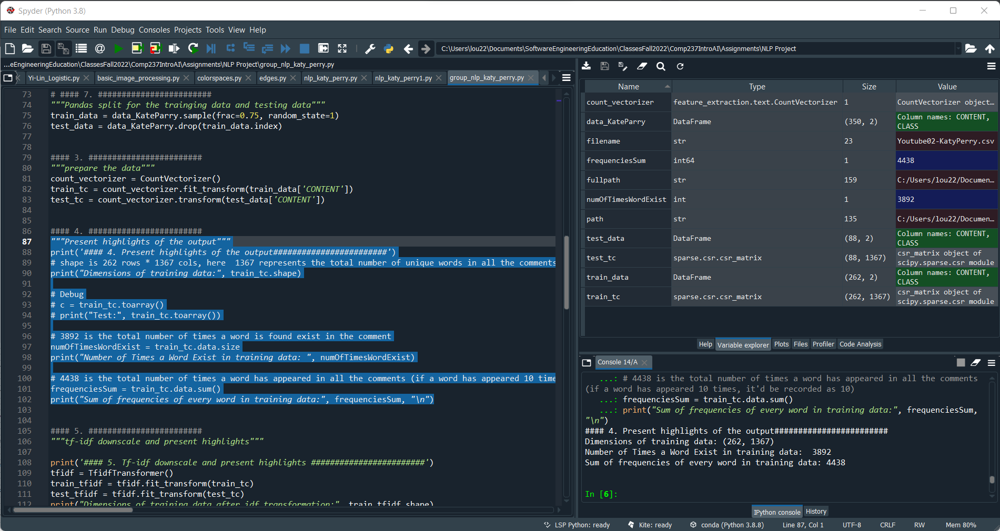 Spyder (Python 3.8)
File Edit Search Source Run Debug Consoles Projects Tools View Help
C:\Users\lou22\Documents\SoftwareEngineeringEducation\ClassesFall2022\Comp237IntroAI\Assignments\NLP Project
...eEngineeringEducation\ClassesFall2022\Comp237IntroAI\Assignments\NLP Project\group_nlp_katy_perry.py
Yi-Lin_Logistic.py basic_image_processing.py colorspaces.py edges.py nlp_katy_perry.py nlp_katy_perry1.py group_nlp_katy_perry.py
73 # #### 7. ########################
74 """Pandas split for the trainging data and testing data"""
75 train_data = data_KateParry.sample(frac=0.75, random_state=1)
76 test_data = data_KateParry.drop(train_data.index)
77
78
79 #### 3. ########################
80 """prepare the data"""
81 count_vectorizer = CountVectorizer()
82 train_tc = count_vectorizer.fit_transform(train_data['CONTENT'])
83 test_tc = count_vectorizer.transform(test_data['CONTENT'])
84
85
86 #### 4. ########################
87 """Present highlights of the output"""
88 print('#### 4. Present highlights of the output########################')
89 # shape is 262 rows * 1367 cols, here  1367 represents the total number of unique words in all the comments
90 print("Dimensions of training data:", train_tc.shape)
91
92 # Debug
93 # c = train_tc.toarray()
94 # print("Test:", train_tc.toarray())
95
96 # 3892 is the total number of times a word is found exist in the comment
97 numOfTimesWordExist = train_tc.data.size
98 print("Number of Times a Word Exist in training data: ", numOfTimesWordExist)
99
100 # 4438 is the total number of times a word has appeared in all the comments (if a word has appeared 10 time
101 frequenciesSum = train_tc.data.sum()
102 print("Sum of frequencies of every word in training data:", frequenciesSum, "\n")
103
104
105 #### 5. ########################
106 """tf-idf downscale and present highlights"""
107
108 print('#### 5. Tf-idf downscale and present highlights ########################')
109 tfidf = TfidfTransformer()
110 train_tfidf = tfidf.fit_transform(train_tc)
111 test_tfidf = tfidf.fit_transform(test_tc)
112 print("Dimensions of training data after idf transformation:", train_tfidf.shape)
Name Type Size Value
count_vectorizer feature_extraction.text.CountVectorizer 1 CountVectorizer object...
data_KateParry DataFrame (350, 2) Column names: CONTENT,
CLASS
filename str 23 Youtube02-KatyPerry.csv
frequenciesSum int64 1 4438
fullpath str 159 C:/Users/lou22/Documen...
numOfTimesWordExist int 1 3892
path str 135 C:/Users/lou22/Documen...
test_data DataFrame (88, 2) Column names: CONTENT,
CLASS
test_tc sparse.csr.csr_matrix (88, 1367) csr_matrix object of
scipy.sparse.csr module
train_data DataFrame (262, 2) Column names: CONTENT,
CLASS
train_tc sparse.csr.csr_matrix (262, 1367) csr_matrix object of
scipy.sparse.csr module
Help Variable explorer Plots Files Profiler Code Analysis
Console 14/A
...: # 4438 is the total number of times a word has appeared in all the comments
(if a word has appeared 10 times, it'd be recorded as 10)
...: frequenciesSum = train_tc.data.sum()
...: print("Sum of frequencies of every word in training data:", frequenciesSum,
"\n")
#### 4. Present highlights of the output########################
Dimensions of training data: (262, 1367)
Number of Times a Word Exist in training data:  3892
Sum of frequencies of every word in training data: 4438
In [6]:
IPython console History
LSP Python: ready Kite: ready conda (Python 3.8.8) Line 87, Col 1 UTF-8 CRLF RW Mem 80%